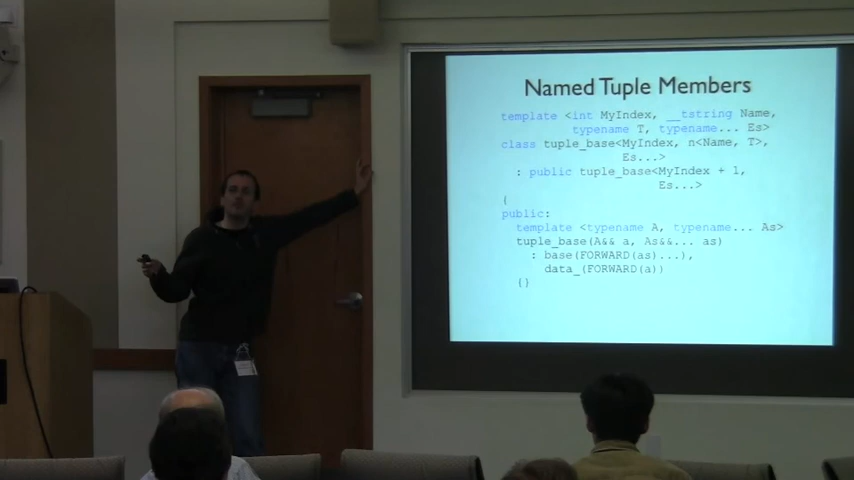 Named Tuple Members
template <int MyIndex, __tstring Name,
typename T, typename... Es>
class tuple_base<MyIndex, n<Name, T>,
Es...>
: public tuple_base<MyIndex + 1,
Es...>
{
public:
template <typename A, typename... As>
tuple_base(A&& a, As&&... as)
: base(FORWARD(as)...),
data_(FORWARD(a))
{}